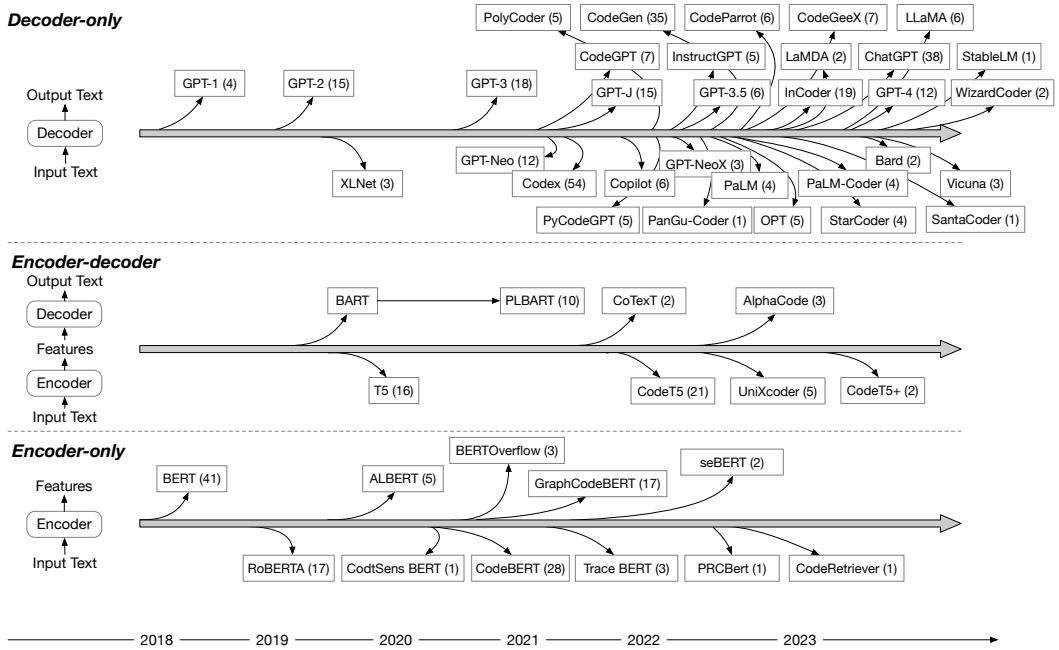 Decoder-only
PolyCoder (5)
CodeGen (35)
CodeParrot (6)
CodeGeeX (7)
LLaMA (6)
CodeGPT (7)
InstructGPT (5)
LaMDA (2)
ChatGPT (38)
StableLM (1)
GPT-1 (4)
GPT-2 (15)
GPT-3 (18)
GPT-J (15)
GPT-3.5 (6)
InCoder (19)
GPT-4 (12)
WizardCoder (2)
Output Text
Decoder
Input Text
XLNet (3)
GPT-Neo (12)
GPT-NeoX (3)
Bard (2)
Codex (54)
Copilot (6)
PaLM (4)
PaLM-Coder (4)
Vicuna (3)
PyCodeGPT (5)
PanGu-Coder (1)
OPT (5)
StarCoder (4)
SantaCoder (1)
Encoder-decoder
Output Text
Decoder
Features
Encoder
Input Text
BART
PLBART (10)
CoTexT (2)
AlphaCode (3)
T5 (16)
CodeT5 (21)
UniXcoder (5)
CodeT5+ (2)
Encoder-only
BERTOverflow (3)
seBERT (2)
BERT (41)
ALBERT (5)
GraphCodeBERT (17)
Features
Encoder
Input Text
RoBERTA (17)
CodtSens BERT (1)
CodeBERT (28)
Trace BERT (3)
PRCBert (1)
CodeRetriever (1)
2018
2019
2020
2021
2022
2023